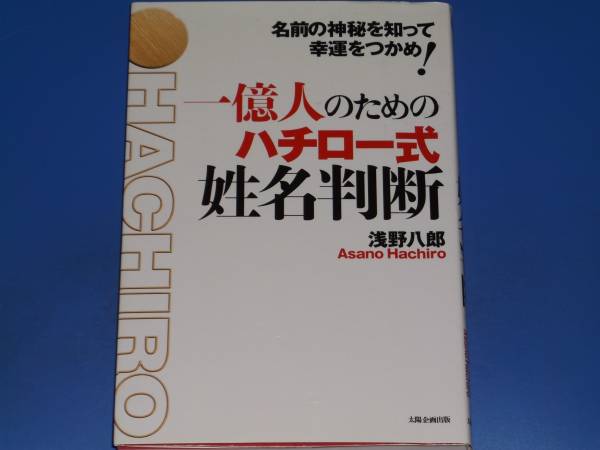 名前の神秘を知って
幸運をつかめ!
一億人のための
ハチロー式
姓名判断
浅野八郎
Asano Hachiro
HACHIRO
太陽企画出版